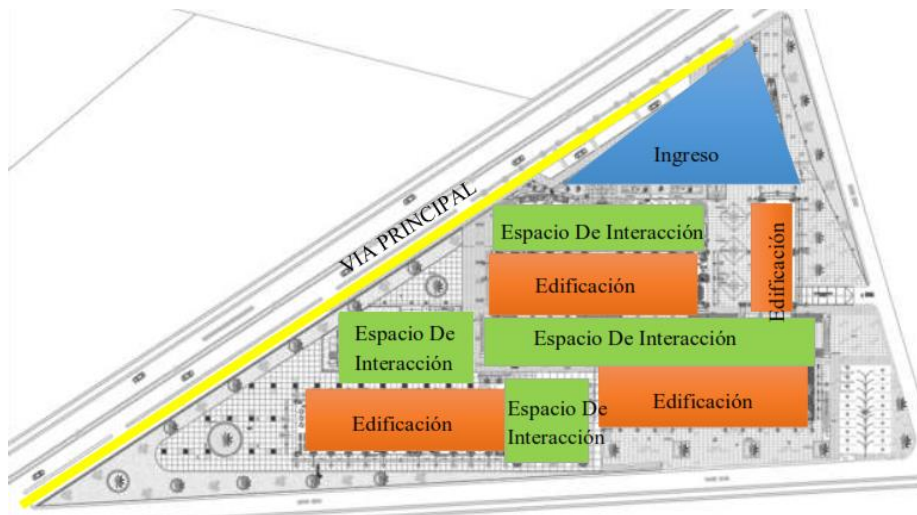 Ingreso
VIA PRINCIPAL
Espacio De Interacción
Edificación
Edificación
Espacio De
Interacción
Espacio De Interacción
Edificación
Espacio De
Interacción
Edificación